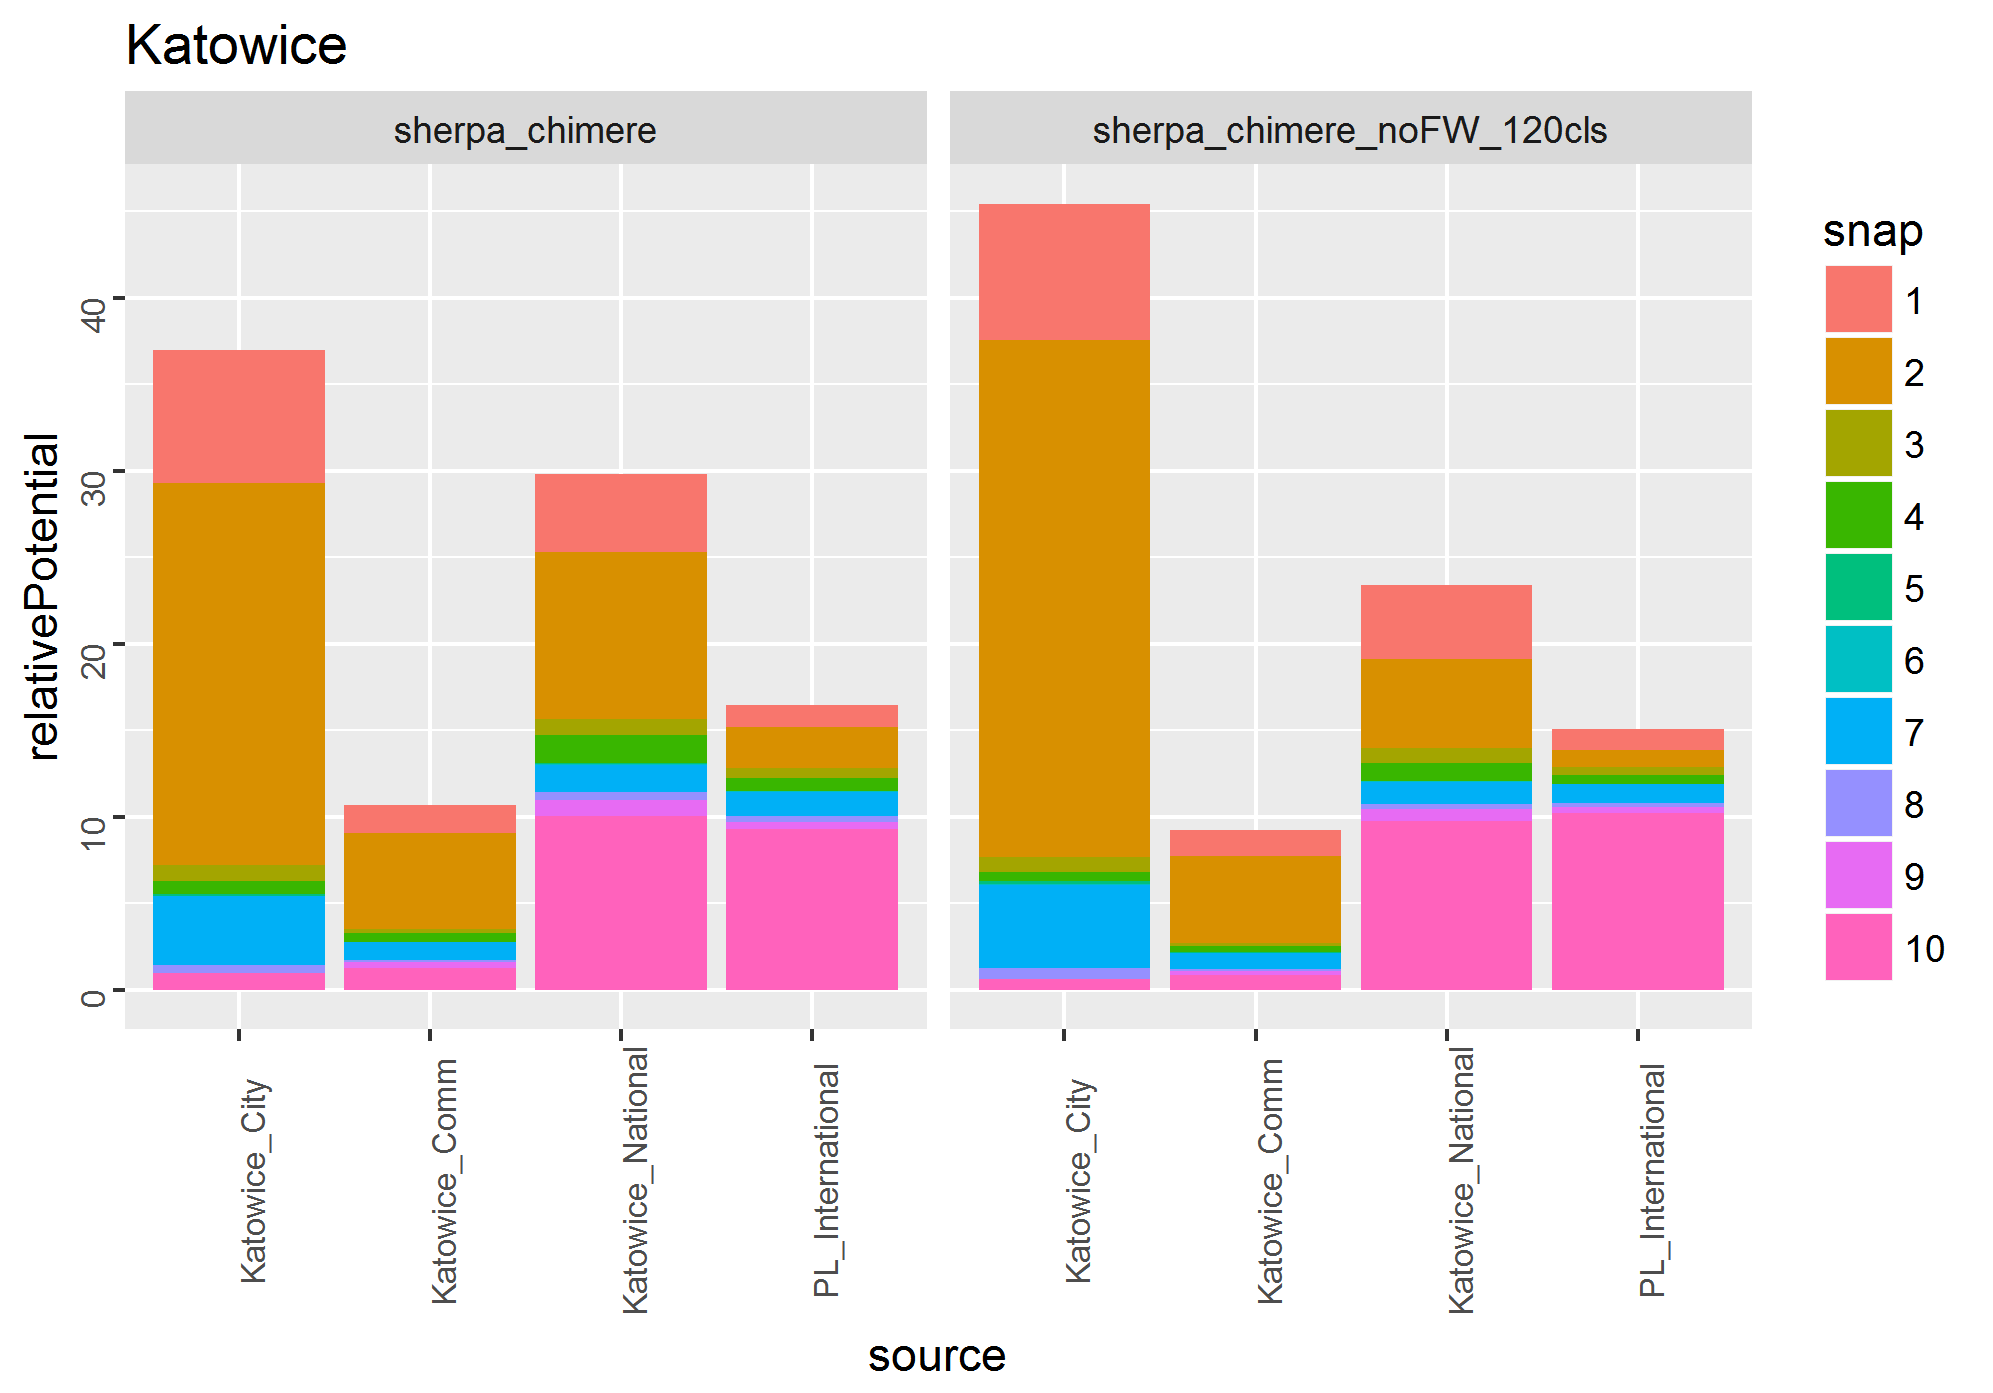 Katowice
sherpa_chimere
sherpa_chimere_noFW_120cls
relativePotential
40
30
20
10
0
Katowice_City
Katowice_Comm
Katowice_National
PL_International
Katowice_City
Katowice_Comm
Katowice_National
PL_International
source
snap
1
2
3
4
5
6
7
8
9
10